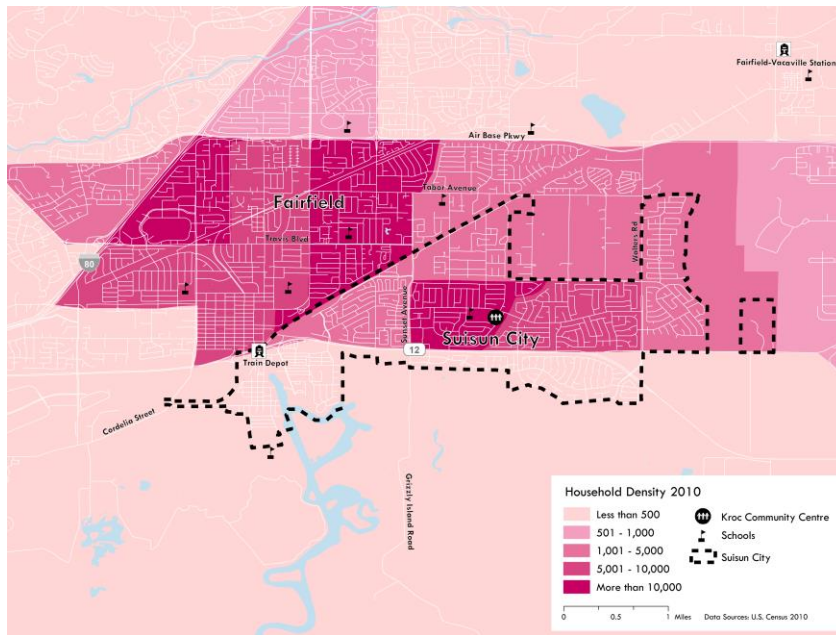 Fairfield-Vacaville Station
Air Base Pkwy
Tabor Avenue
Fairfield
Travis Blvd
Walters Rd
80
Sunset Avenue
Suisun City
12
Train Depot
Cordelia Street
Grizzly Island Road
Household Density 2010
Less than 500
501 - 1,000
1,001 - 5,000
5,001 - 10,000
More than 10,000
Kroc Community Centre
Schools
Suisun City
0 0.5 1 Miles
Data Sources: U.S. Census 2010